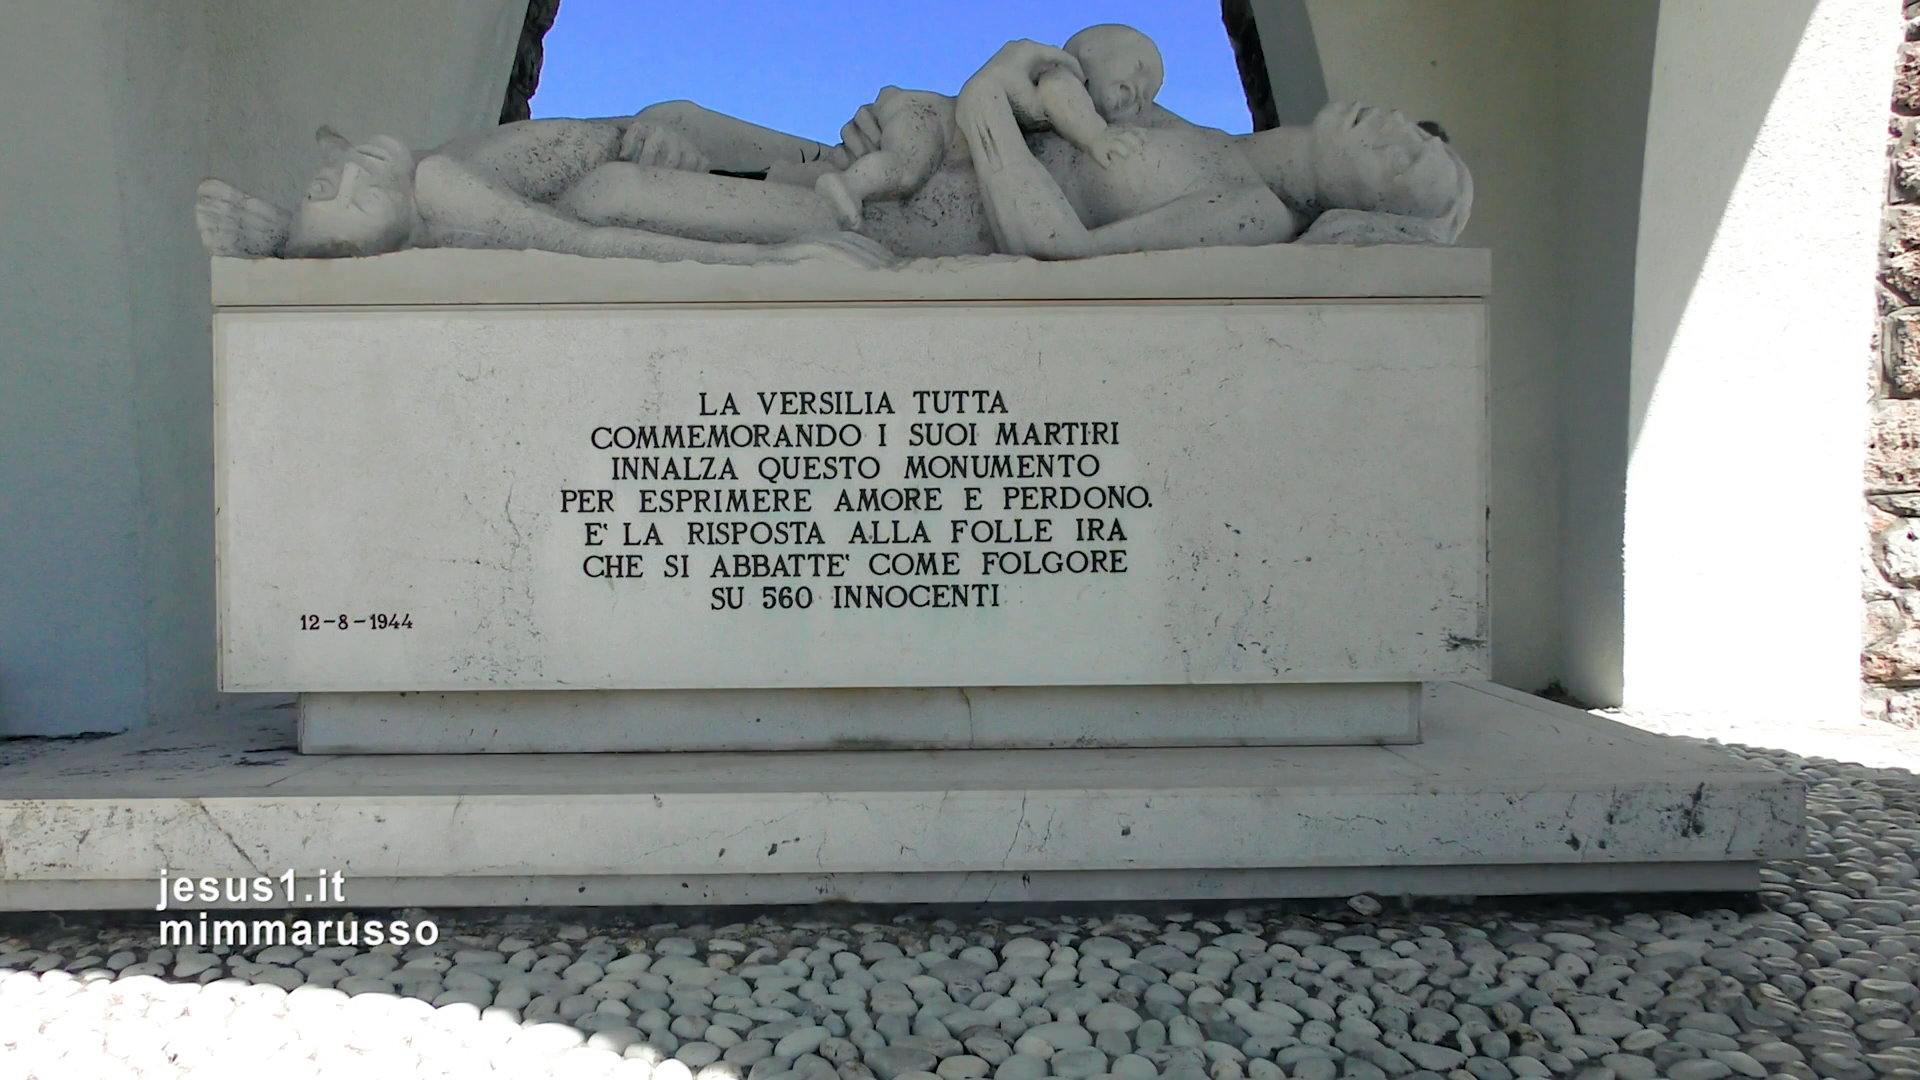 LA VERSILIA TUTTA
COMMEMORANDO I SUOI MARTIRI
INNALZA QUESTO MONUMENTO
PER ESPRIMERE AMORE E PERDONO.
E' LA RISPOSTA ALLA FOLLE IRA
CHE SI ABBATTE' COME FOLGORE
SU 560 INNOCENTI
12-8-1944
jesus1.it
mimmarusso